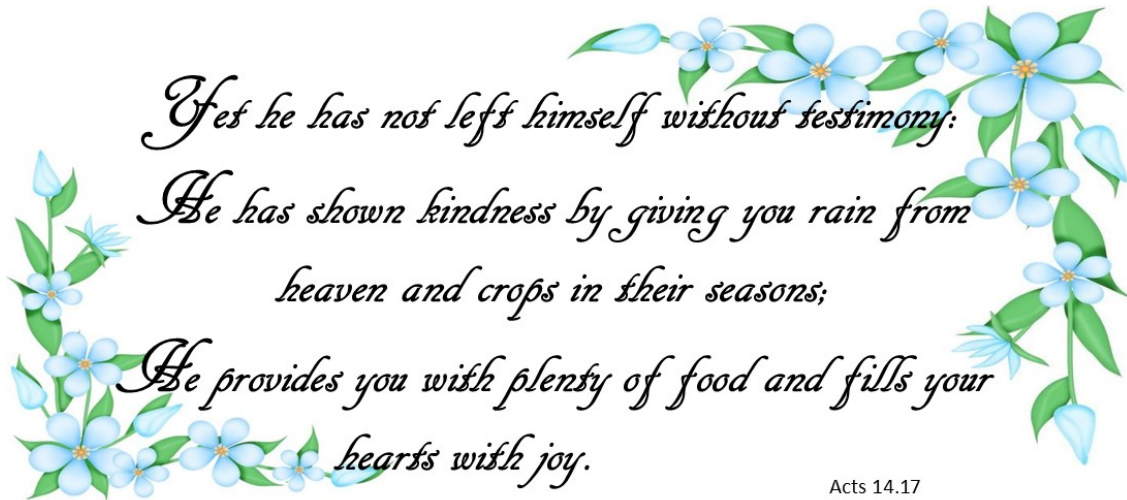 Yet he has not left himself without testimony:
He has shown kindness by giving you rain from
heaven and crops in their seasons;
He provides you with plenty of food and fills your
hearts with joy.
Acts 14.17